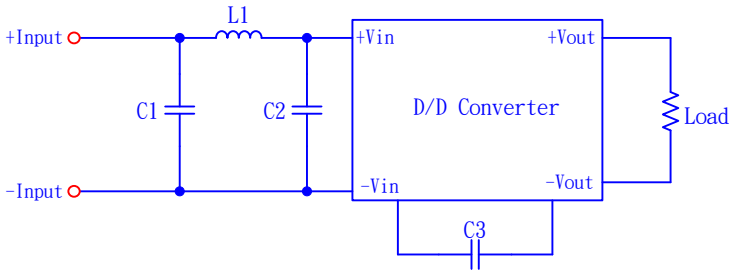 L1
+Input
+Vin
+Vout
C1
C2
D/D Converter
Load
-Input
-Vin
-Vout
C3